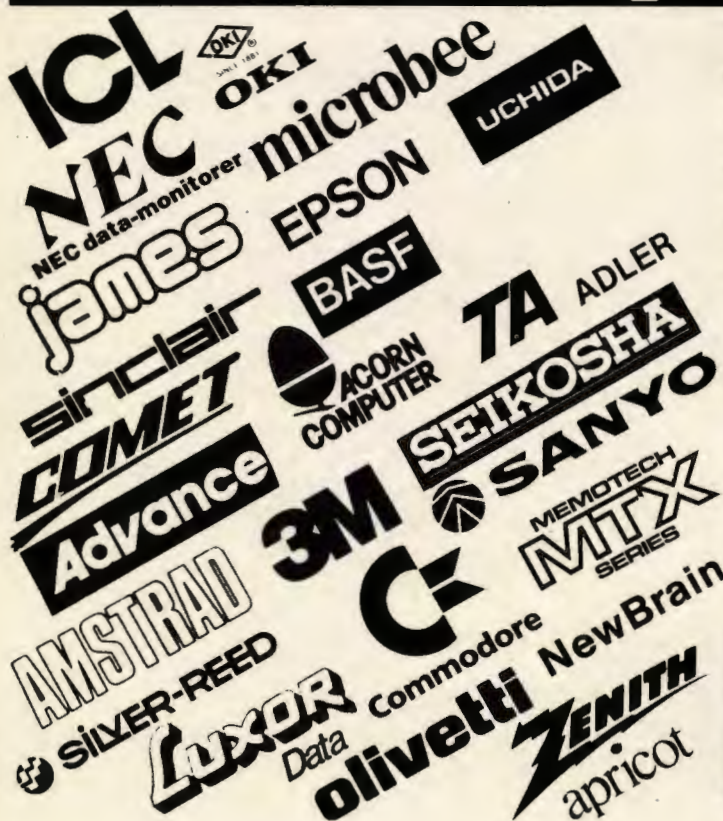 ICL
OKI
®
SINCE 1881
OKI
NEC
NEC data-monitorer
microbee
UCHIDA
EPSON
james
BASF
sinclair
ACORN
COMPUTER
TA ADLER
COMET
SEIKOSHA
SANYO
Advance
3M
MEMOTECH
MTX
SERIES
AMSTRAD
SILVER-REED
Commodore
NewBrain
LUXOR
Data
olivetti
ZENITH
apricot